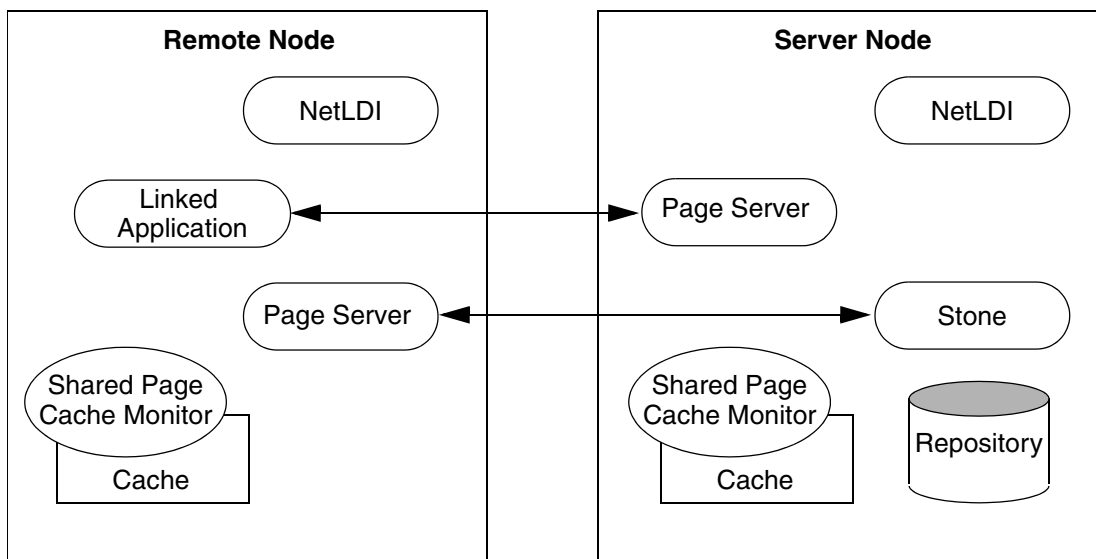 Remote Node
NetLDI
Linked
Application
Page Server
Shared Page
Cache Monitor
Cache
Server Node
NetLDI
Page Server
Stone
Shared Page
Cache Monitor
Cache
Repository